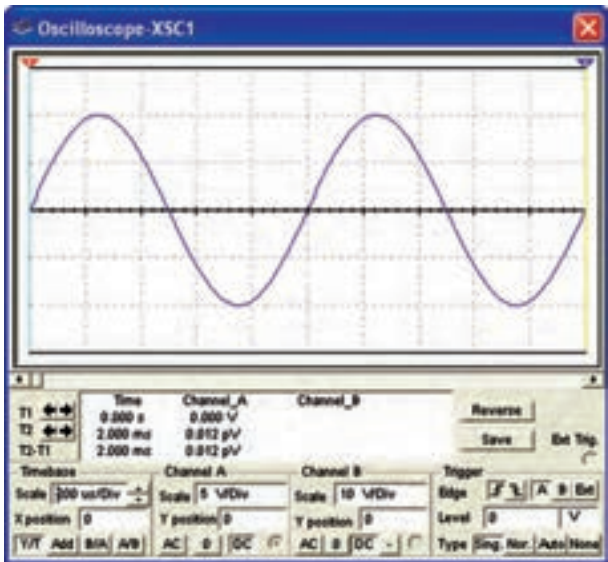 Oscilloscope-XSC1
Time Channel_A Channel_B
T1 0.000 s 0.000 V
T2 2.000 ms 0.012 pV
T2-T1 2.000 ms 0.012 pV
Reverse
Save
Ext Trig.
Timebase
Scale 200 us/Div
X position 0
Y/T Add B/A A/B
Channel A
Scale 5 V/Div
Y position 0
AC 0 DC
Channel B
Scale 10 V/Div
Y position 0
AC 0 DC -
Trigger
Edge A B Ext
Level 0 V
Type Sing. Nor. Auto None